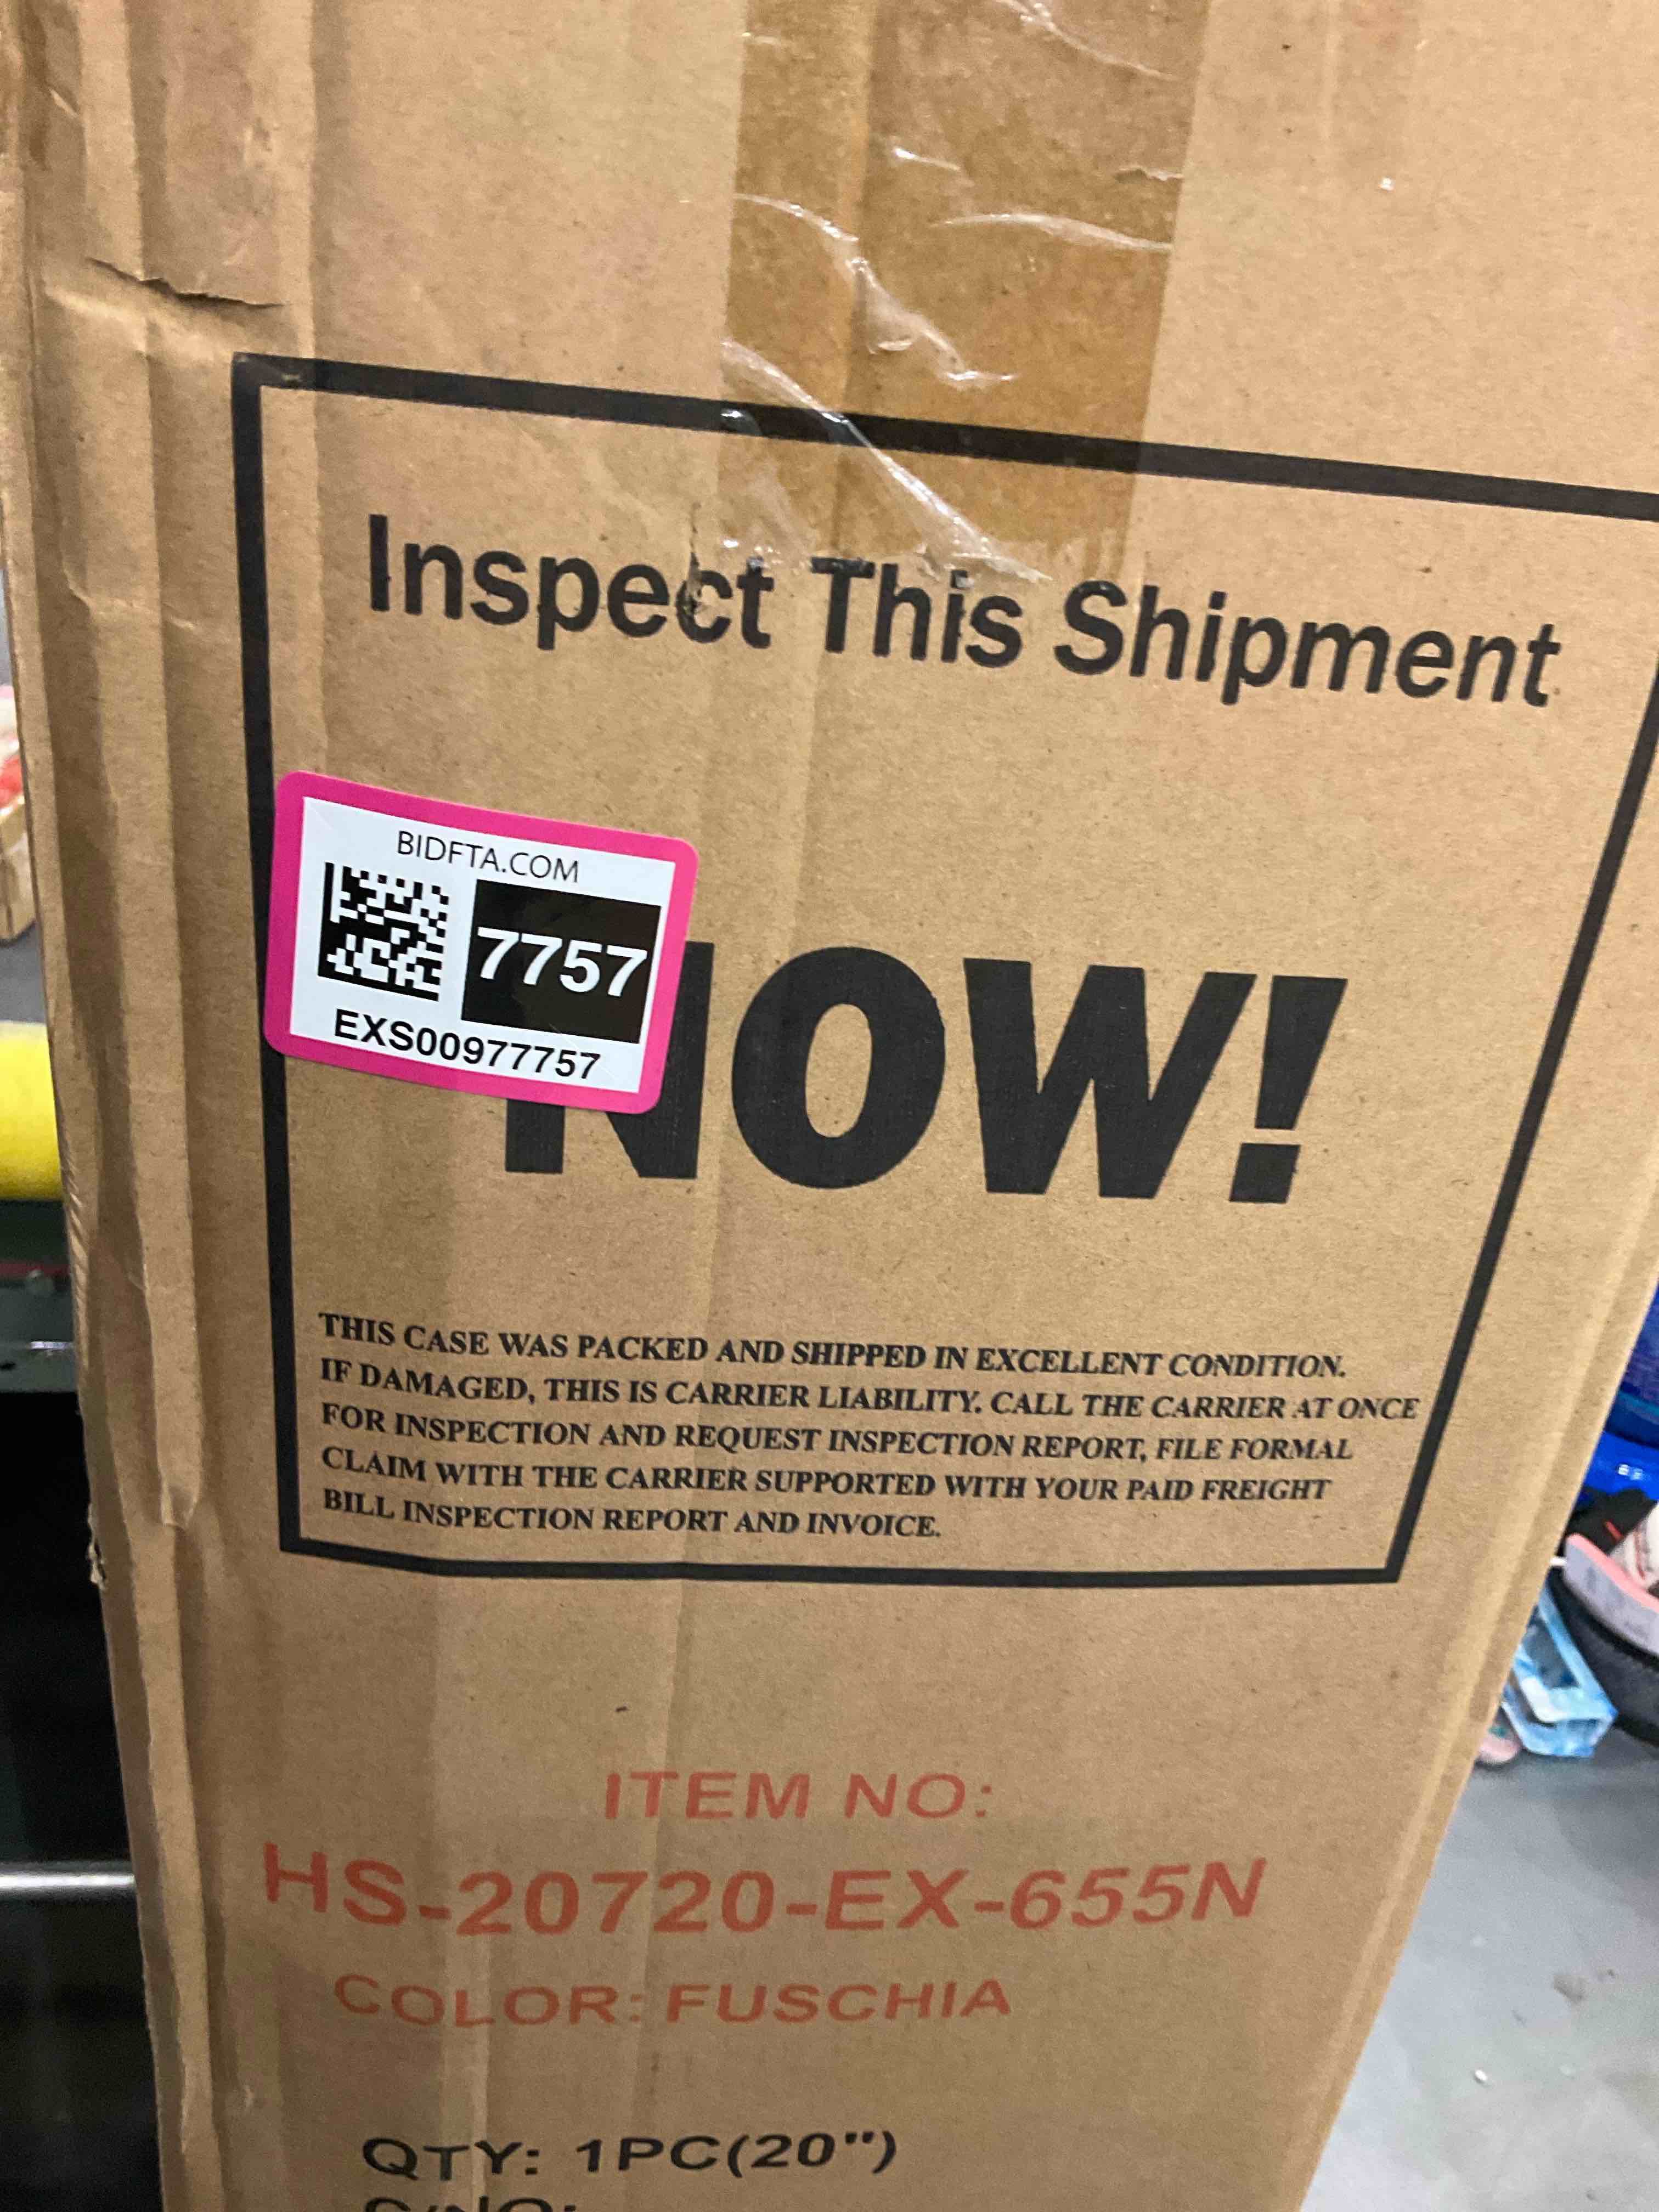 Inspect This Shipment
BIDFTA.COM
7757
EXS00977757
NOW!
THIS CASE WAS PACKED AND SHIPPED IN EXCELLENT CONDITION.
IF DAMAGED, THIS IS CARRIER LIABILITY. CALL THE CARRIER AT ONCE
FOR INSPECTION AND REQUEST INSPECTION REPORT, FILE FORMAL
CLAIM WITH THE CARRIER SUPPORTED WITH YOUR PAID FREIGHT
BILL INSPECTION REPORT AND INVOICE.
ITEM NO:
HS-20720-EX-655N
COLOR: FUSCHIA
QTY: 1PC(20")